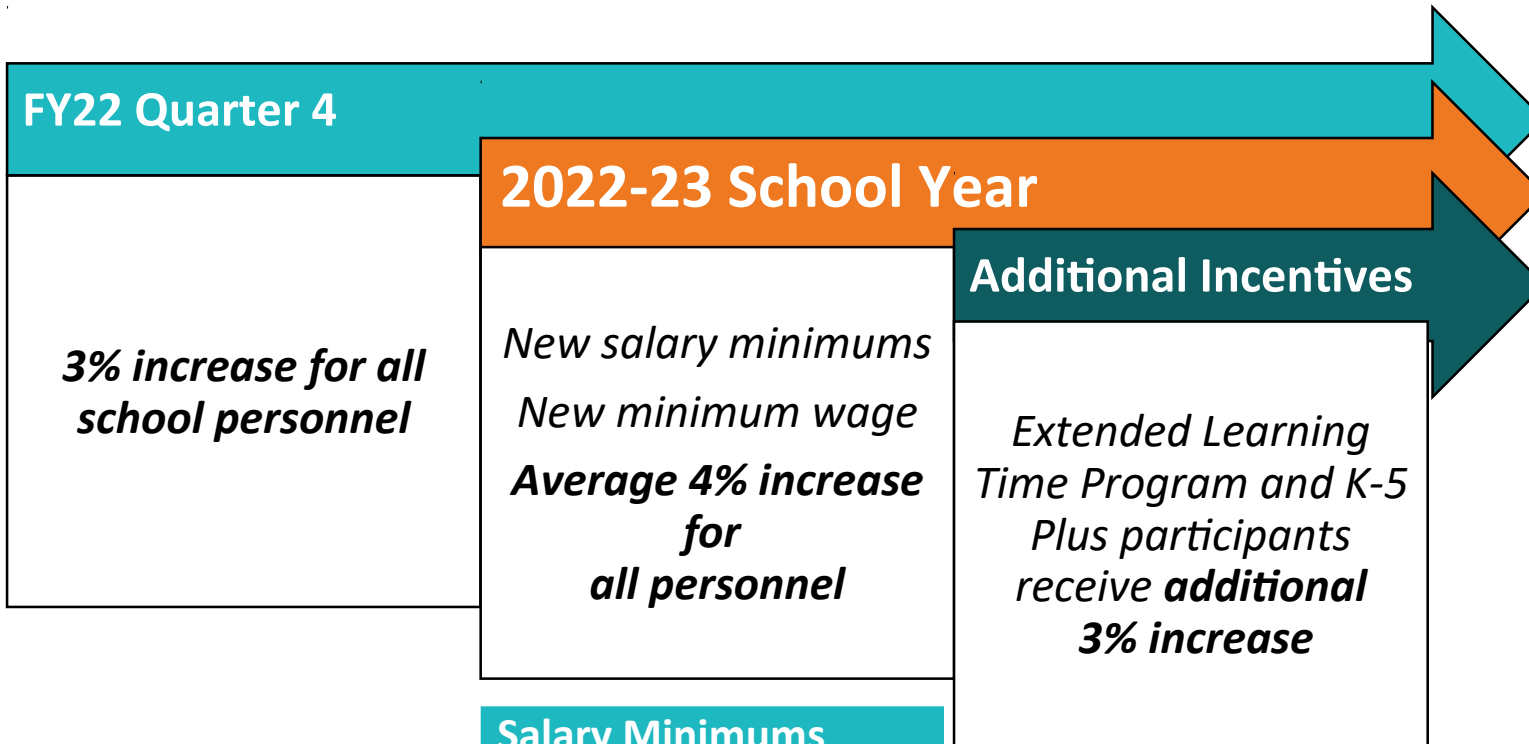 FY22 Quarter 4
3% increase for all
school personnel
2022-23 School Year
New salary minimums
New minimum wage
Average 4% increase
for
all personnel
Additional Incentives
Extended Learning
Time Program and K-5
Plus participants
receive additional
3% increase
Salary Minimums